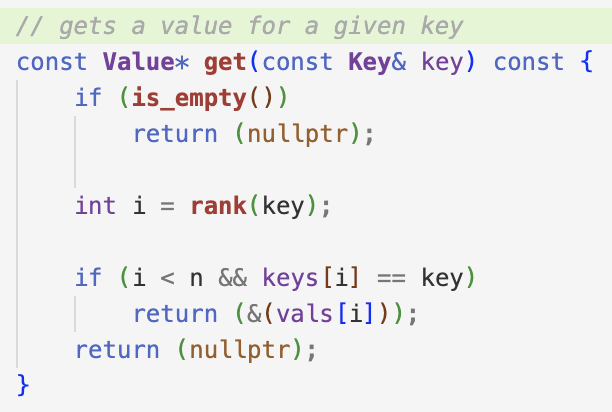 // gets a value for a given key
const Value* get(const Key& key) const {
if (is_empty())
return (nullptr);
int i = rank(key);
if (i < n && keys[i] == key)
return (&(vals[i]));
return (nullptr);
}